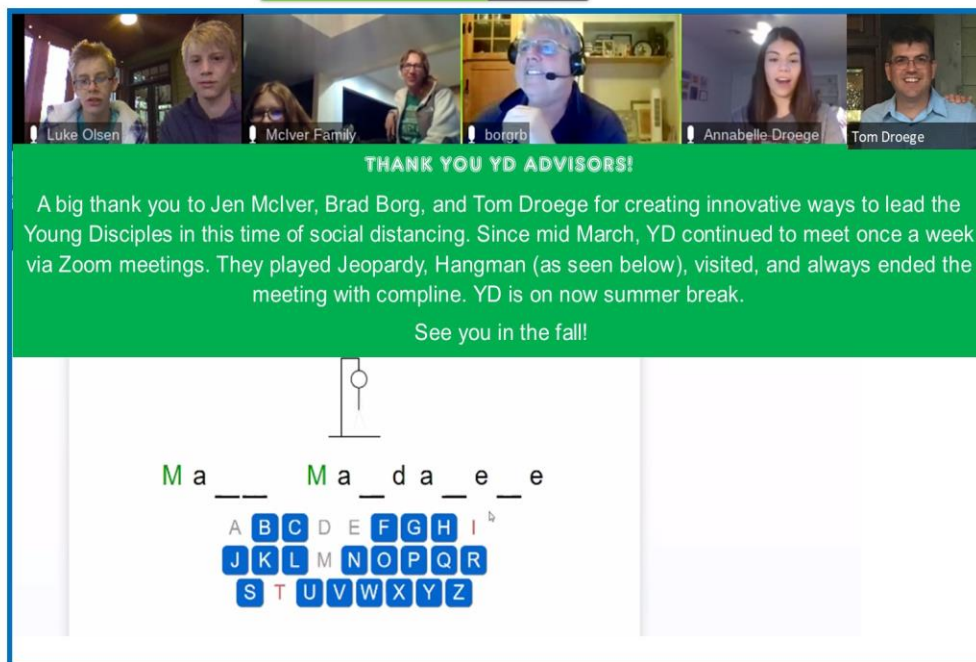 Luke Olsen
McIver Family
borgrb
Annabelle Droege
Tom Droege
THANK YOU YD ADVISORS!
A big thank you to Jen McIver, Brad Borg, and Tom Droege for creating innovative ways to lead the
Young Disciples in this time of social distancing. Since mid March, YD continued to meet once a week
via Zoom meetings. They played Jeopardy, Hangman (as seen below), visited, and always ended the
meeting with compline. YD is on now summer break.
See you in the fall!
M a _ _ M a _ d a _ e _ e
A B C D E F G H I
J K L M N O P Q R
S T U V W X Y Z